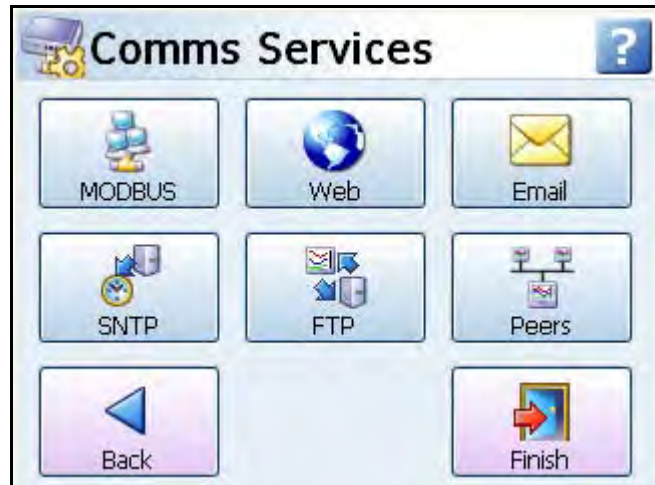 Comms Services
?
MODBUS
Web
Email
SNTP
FTP
Peers
Back
Finish